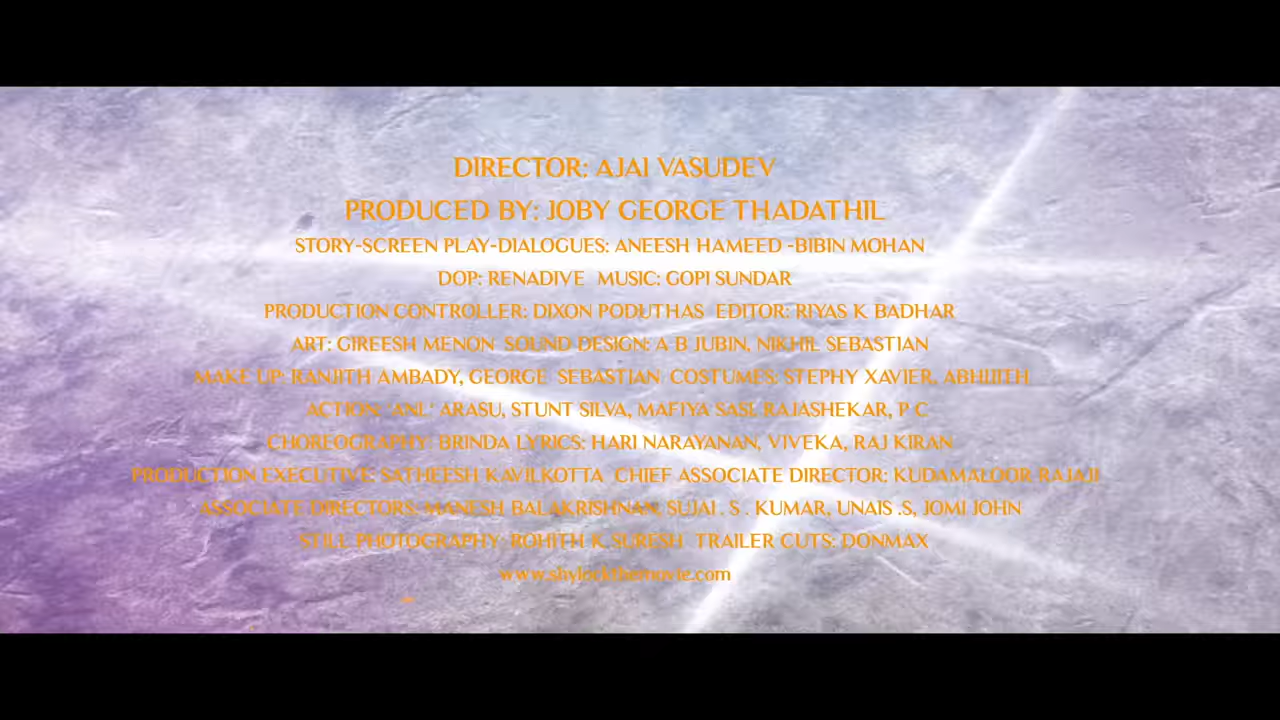 DIRECTOR: AJAI VASUDEV
PRODUCED BY: JOBY GEORGE THADATHIL
STORY-SCREEN PLAY-DIALOGUES: ANEESH HAMEED -BIBIN MOHAN
DOP: RENADIVE MUSIC: GOPI SUNDAR
PRODUCTION CONTROLLER: DIXON PODUTHAS EDITOR: RIYAS K BADHAR
ART: GIREESH MENON SOUND DESIGN: A B JUBIN, NIKHIL SEBASTIAN
MAKE UP: RANJITH AMBADY, GEORGE SEBASTIAN COSTUMES: STEPHY XAVIER, ABHIJITH
ACTION: 'ANL' ARASU, STUNT SILVA, MAFIYA SASI, RAJASHEKAR, P C
CHOREOGRAPHY: BRINDA LYRICS: HARI NARAYANAN, VIVEKA, RAJ KIRAN
PRODUCTION EXECUTIVE: SATHEESH KAVILKOTTA CHIEF ASSOCIATE DIRECTOR: KUDAMALOOR RAJAJI
ASSOCIATE DIRECTORS: MANESH BALAKRISHNAN, SUJAI . S . KUMAR, UNAIS .S, JOMI JOHN
STILL PHOTOGRAPHY: ROHITH K SURESH TRAILER CUTS: DONMAX
www.shylockthemovie.com